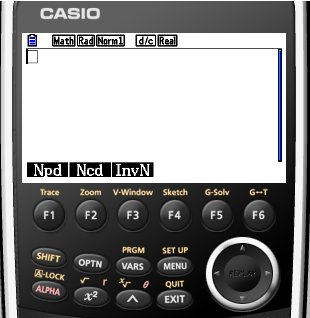 CASIO
Math Rad Norm1 d/c Real
Npd Ncd InvN
Trace Zoom V-Window Sketch G-Solv G↔T
F1 F2 F3 F4 F5 F6
PRGM SET UP
SHIFT OPTN VARS MENU
REPLAY
A-LOCK √ r ˣ√ θ QUIT
ALPHA x² ^ EXIT